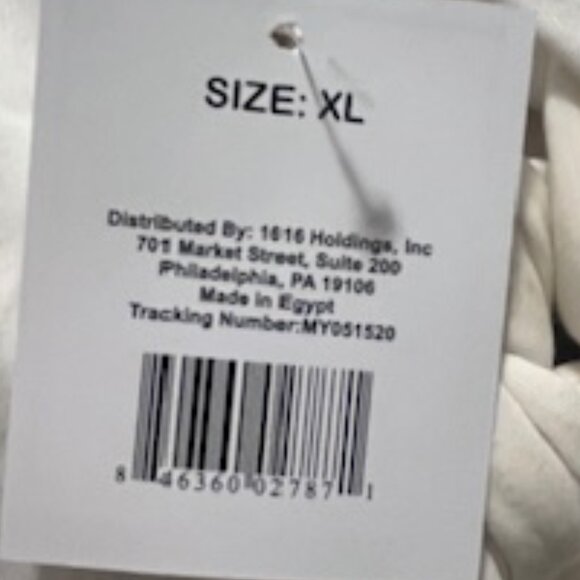 SIZE: XL
Distributed By: 1616 Holdings, Inc
701 Market Street, Suite 200
Philadelphia, PA 19106
Made in Egypt
Tracking Number:MY051520
8 46360 02787 1